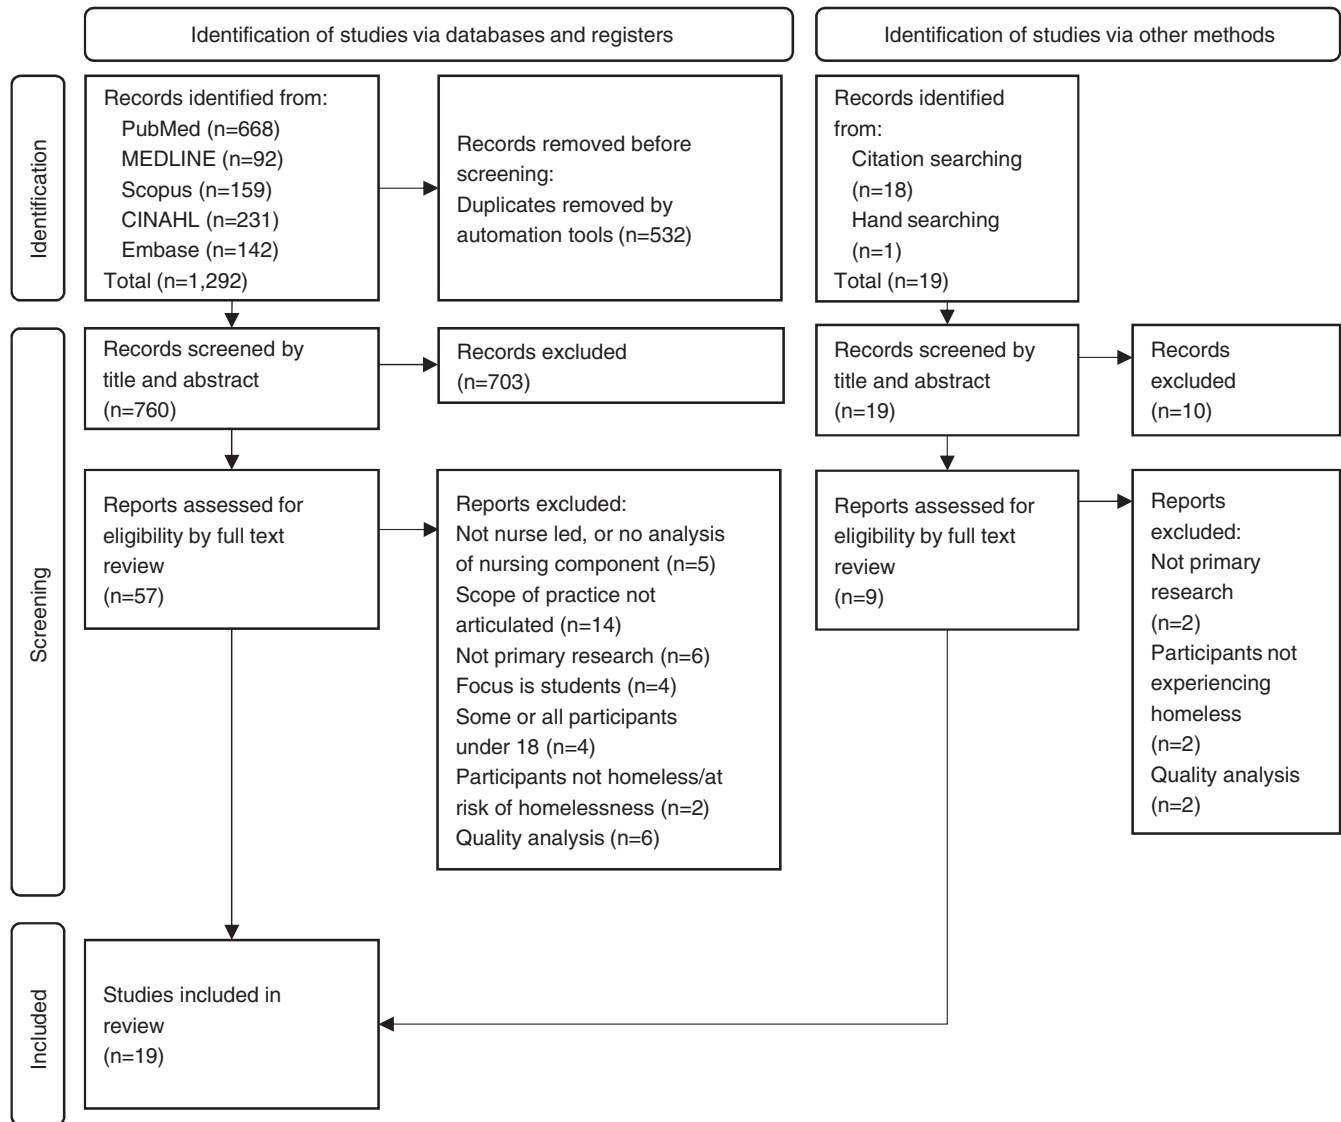 Identification of studies via databases and registers
Identification of studies via other methods
Identification
Records identified from:
PubMed (n=668)
MEDLINE (n=92)
Scopus (n=159)
CINAHL (n=231)
Embase (n=142)
Total (n=1,292)
Records removed before
screening:
Duplicates removed by
automation tools (n=532)
Records identified
from:
Citation searching
(n=18)
Hand searching
(n=1)
Total (n=19)
Screening
Records screened by
title and abstract
(n=760)
Records excluded
(n=703)
Records screened by
title and abstract
(n=19)
Records
excluded
(n=10)
Reports assessed for
eligibility by full text
review
(n=57)
Reports excluded:
Not nurse led, or no analysis
of nursing component (n=5)
Scope of practice not
articulated (n=14)
Not primary research (n=6)
Focus is students (n=4)
Some or all participants
under 18 (n=4)
Participants not homeless/at
risk of homelessness (n=2)
Quality analysis (n=6)
Reports assessed for
eligibility by full text
review
(n=9)
Reports
excluded:
Not primary
research
(n=2)
Participants not
experiencing
homeless
(n=2)
Quality analysis
(n=2)
Included
Studies included in
review
(n=19)